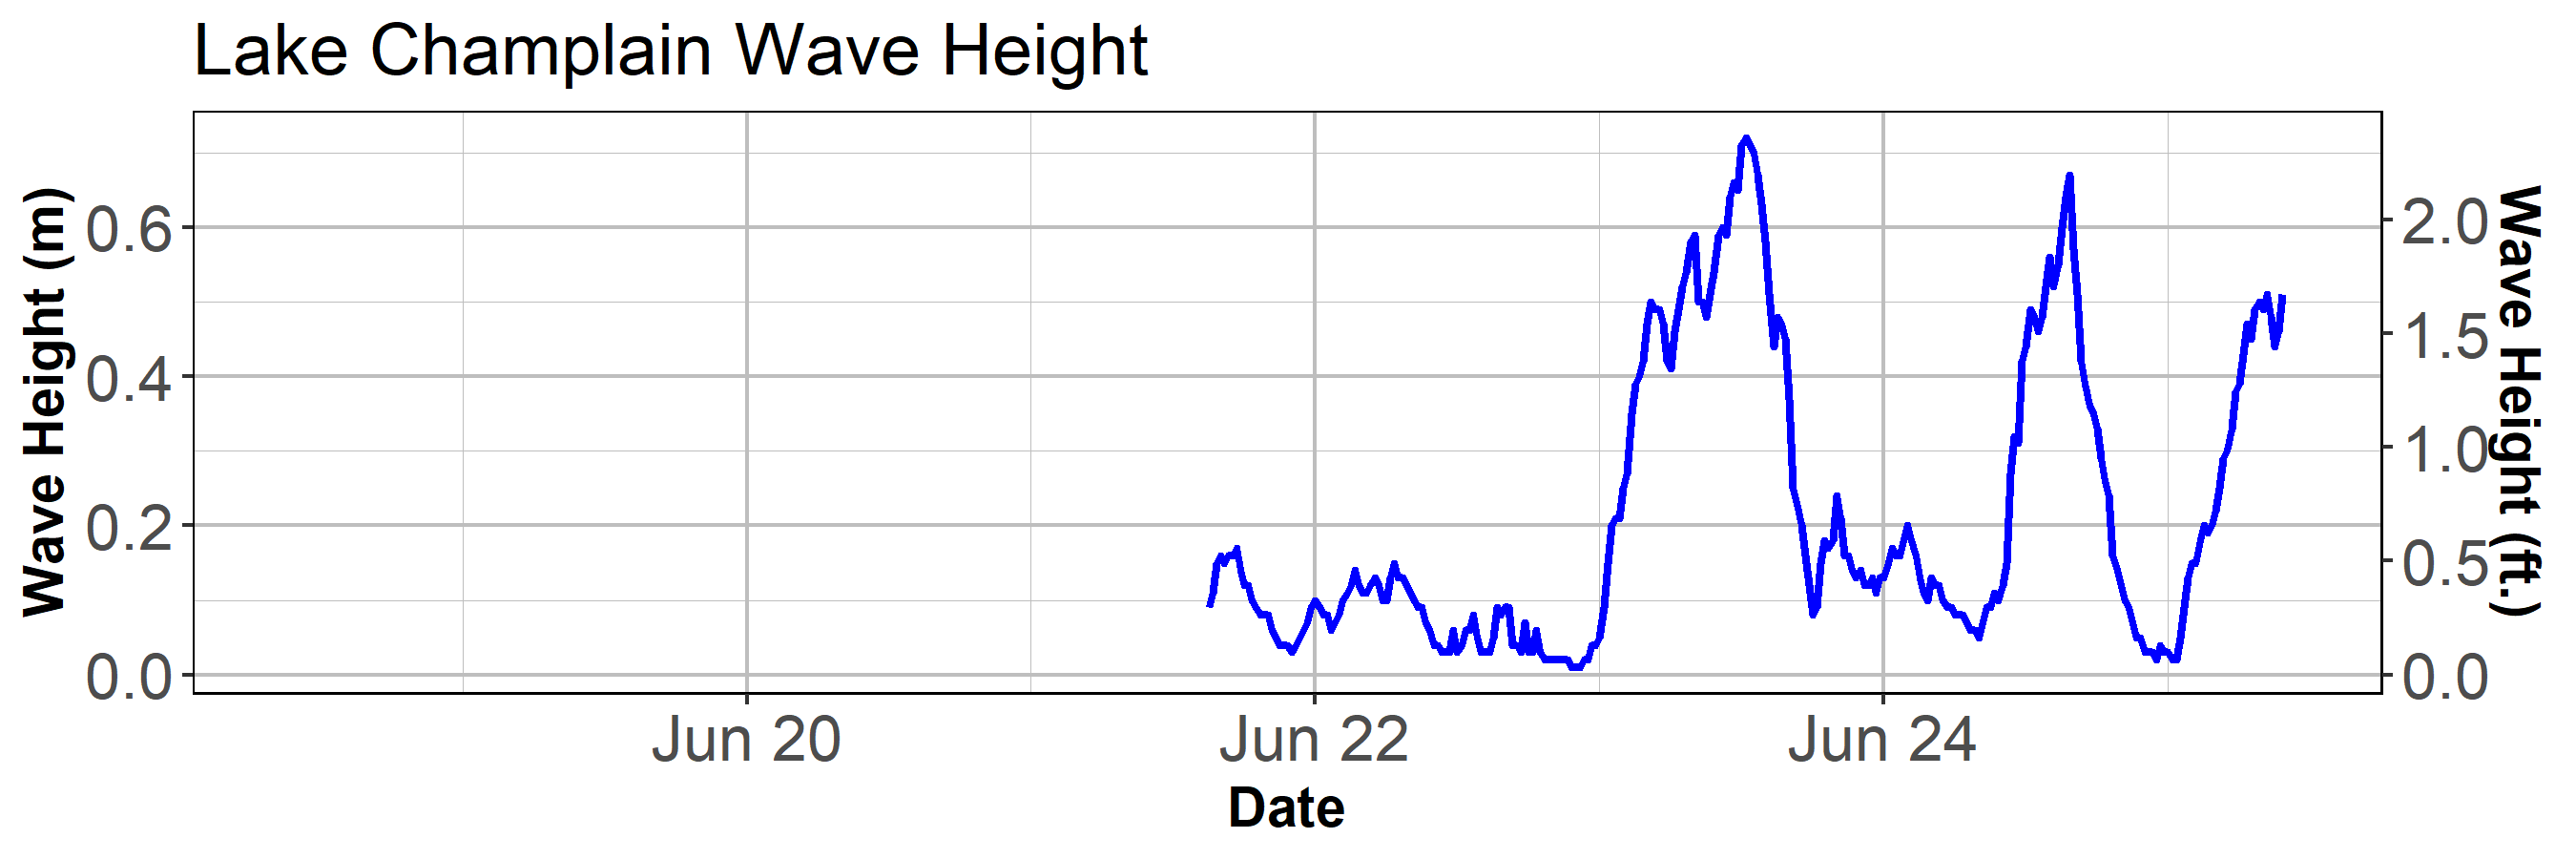 Lake Champlain Wave Height
Wave Height (m)
0.6
0.4
0.2
0.0
2.0
1.5
1.0
0.5
0.0
Wave Height (ft.)
Jun 20
Jun 22
Jun 24
Date